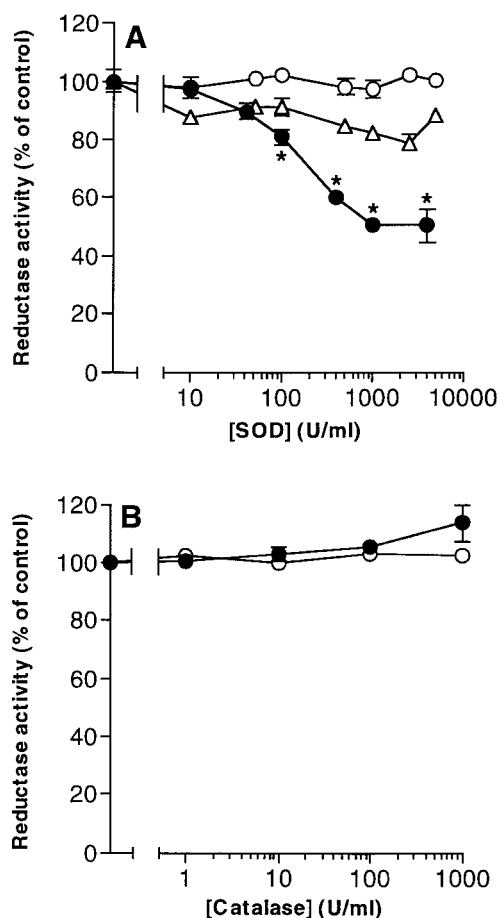 A
Reductase activity (% of control)
120
100
80
60
40
20
0
* * * *
10 100 1000 10000
[SOD] (U/ml)
B
Reductase activity (% of control)
120
100
80
60
40
20
0
1 10 100 1000
[Catalase] (U/ml)